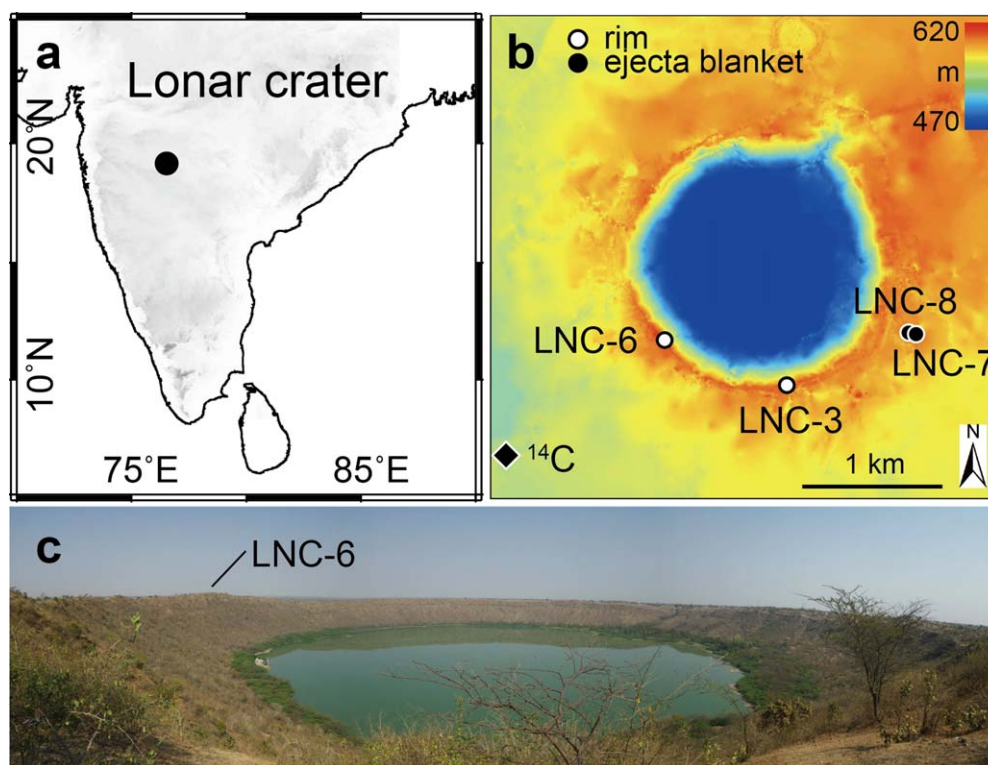 a
Lonar crater
20°N
10°N
75°E
85°E
b
rim
ejecta blanket
620
m
470
LNC-8
LNC-7
LNC-6
LNC-3
¹⁴C
1 km
N
c
LNC-6